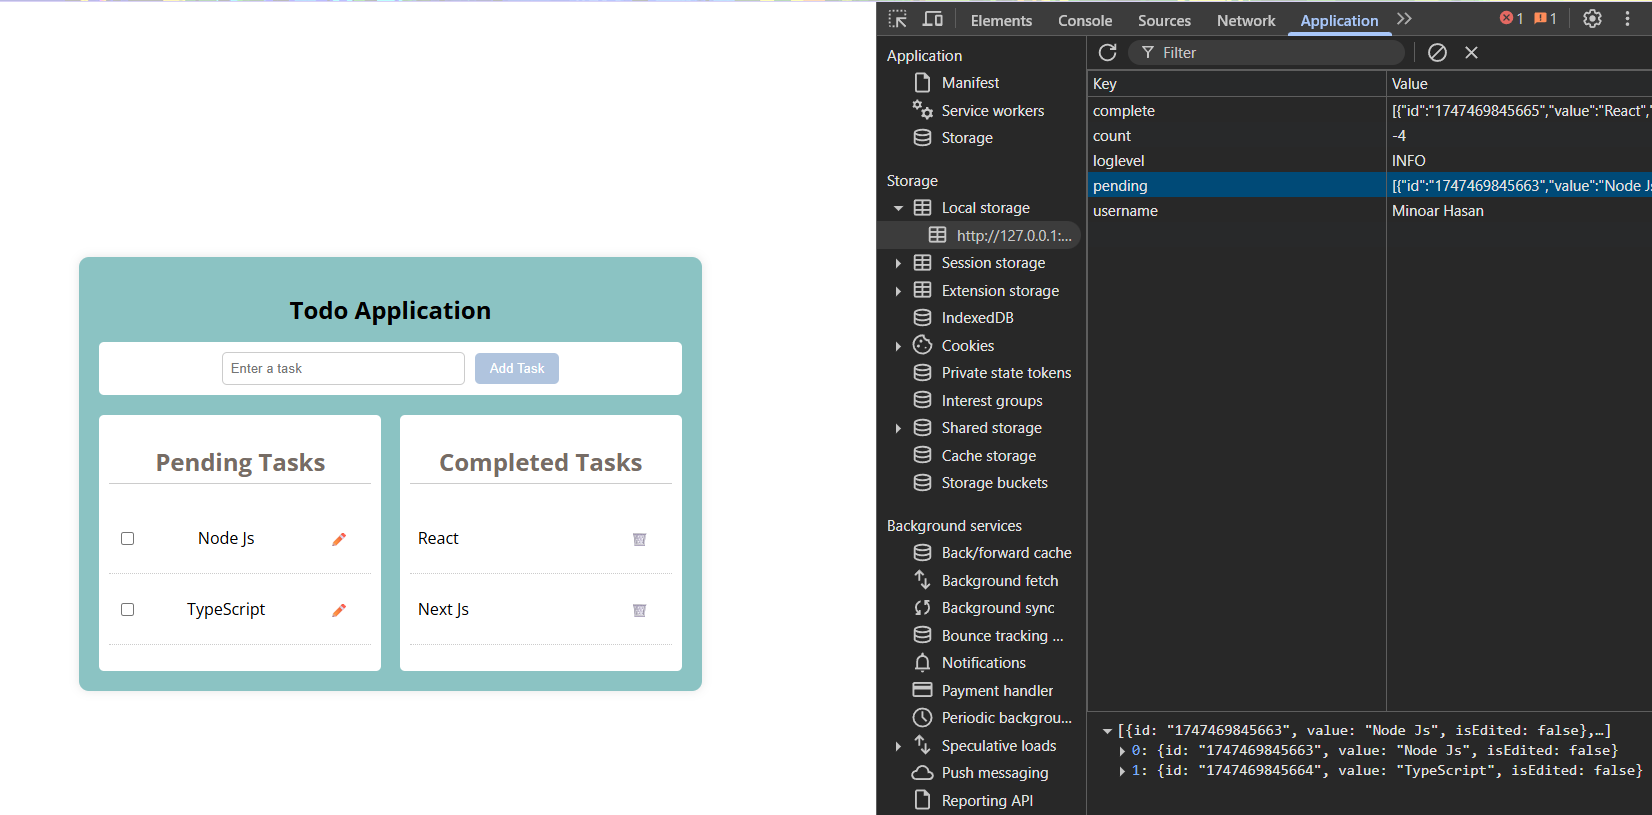 Todo Application
Enter a task
Add Task
Pending Tasks
Node Js
TypeScript
Completed Tasks
React
Next Js
Elements Console Sources Network Application 1 1
Application
Manifest
Service workers
Storage
Storage
Local storage
http://127.0.0.1:...
Session storage
Extension storage
IndexedDB
Cookies
Private state tokens
Interest groups
Shared storage
Cache storage
Storage buckets
Background services
Back/forward cache
Background fetch
Background sync
Bounce tracking ...
Notifications
Payment handler
Periodic backgrou...
Speculative loads
Push messaging
Reporting API
Filter
Key Value
complete [{"id":"1747469845665","value":"React","
count -4
loglevel INFO
pending [{"id":"1747469845663","value":"Node Js
username Minoar Hasan
[{id: "1747469845663", value: "Node Js", isEdited: false},…]
0: {id: "1747469845663", value: "Node Js", isEdited: false}
1: {id: "1747469845664", value: "TypeScript", isEdited: false}